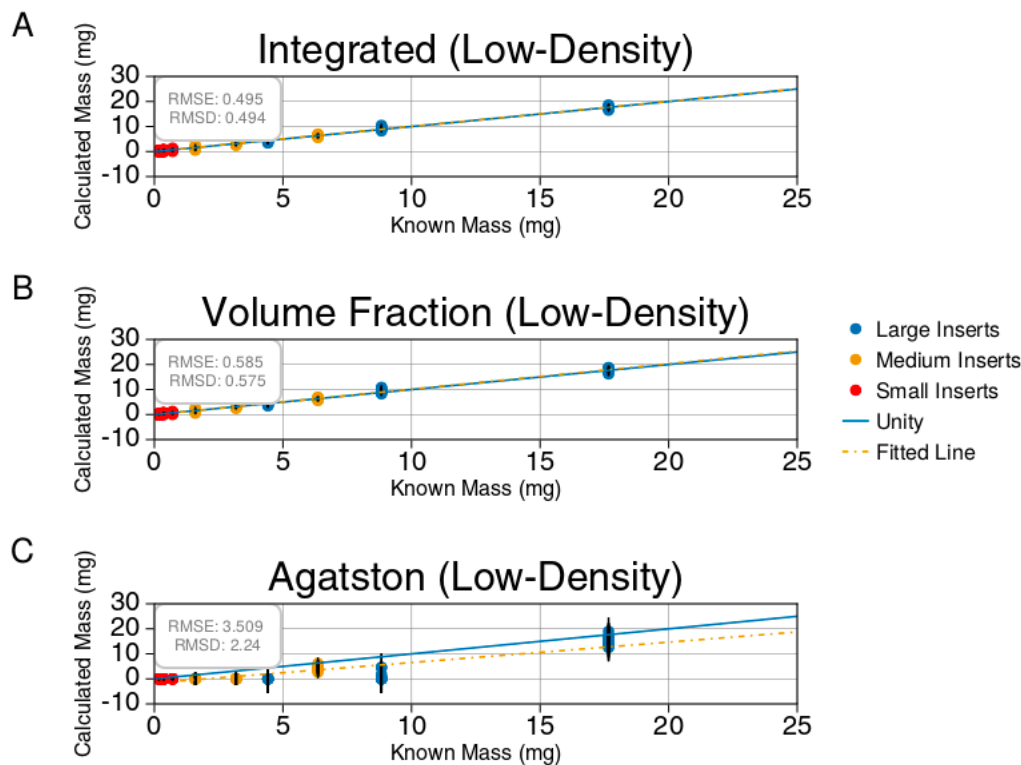 A
Integrated (Low-Density)
Calculated Mass (mg)
30
20
10
0
-10
RMSE: 0.495
RMSD: 0.494
0 5 10 15 20 25
Known Mass (mg)
B
Volume Fraction (Low-Density)
Calculated Mass (mg)
30
20
10
0
-10
RMSE: 0.585
RMSD: 0.575
0 5 10 15 20 25
Known Mass (mg)
Large Inserts
Medium Inserts
Small Inserts
Unity
Fitted Line
C
Agatston (Low-Density)
Calculated Mass (mg)
30
20
10
0
-10
RMSE: 3.509
RMSD: 2.24
0 5 10 15 20 25
Known Mass (mg)